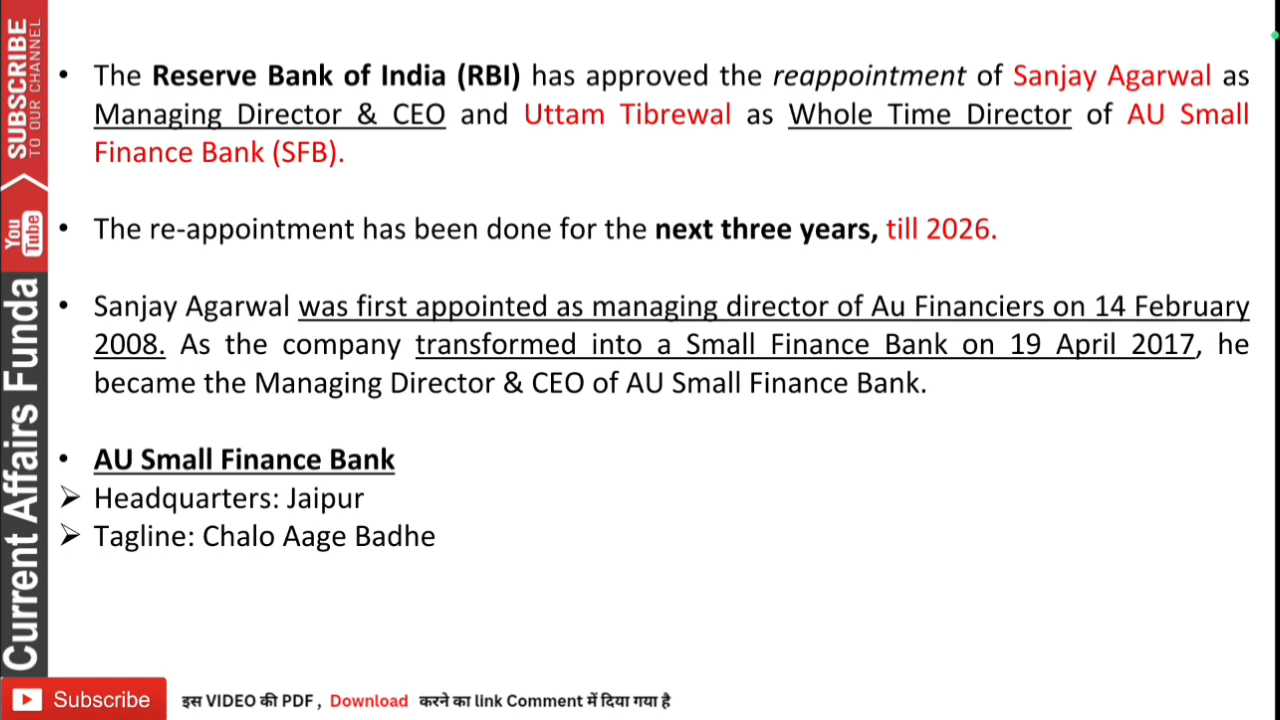 • The Reserve Bank of India (RBI) has approved the reappointment of Sanjay Agarwal as
Managing Director & CEO and Uttam Tibrewal as Whole Time Director of AU Small
Finance Bank (SFB).
• The re-appointment has been done for the next three years, till 2026.
• Sanjay Agarwal was first appointed as managing director of Au Financiers on 14 February
2008. As the company transformed into a Small Finance Bank on 19 April 2017, he
became the Managing Director & CEO of AU Small Finance Bank.
• AU Small Finance Bank
➢ Headquarters: Jaipur
➢ Tagline: Chalo Aage Badhe
SUBSCRIBE
TO OUR CHANNEL
You
Tube
Current Affairs Funda
Subscribe
इस VIDEO की PDF , Download करने का link Comment में दिया गया है